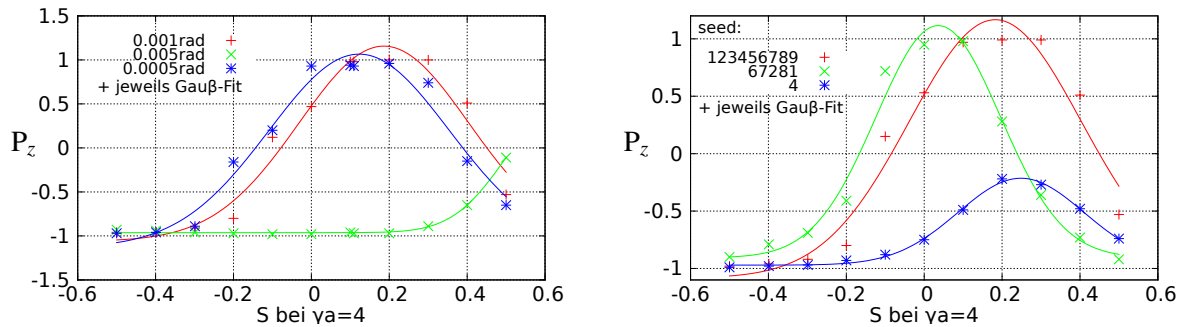 1.5
1
0.5
0
-0.5
-1
-1.5
P_z
0.001rad
0.005rad
0.0005rad
+ jeweils Gauβ-Fit
-0.6 -0.4 -0.2 0 0.2 0.4 0.6
S bei γa=4
1
0.5
0
-0.5
-1
P_z
seed:
123456789
67281
4
+ jeweils Gauβ-Fit
-0.6 -0.4 -0.2 0 0.2 0.4 0.6
S bei γa=4